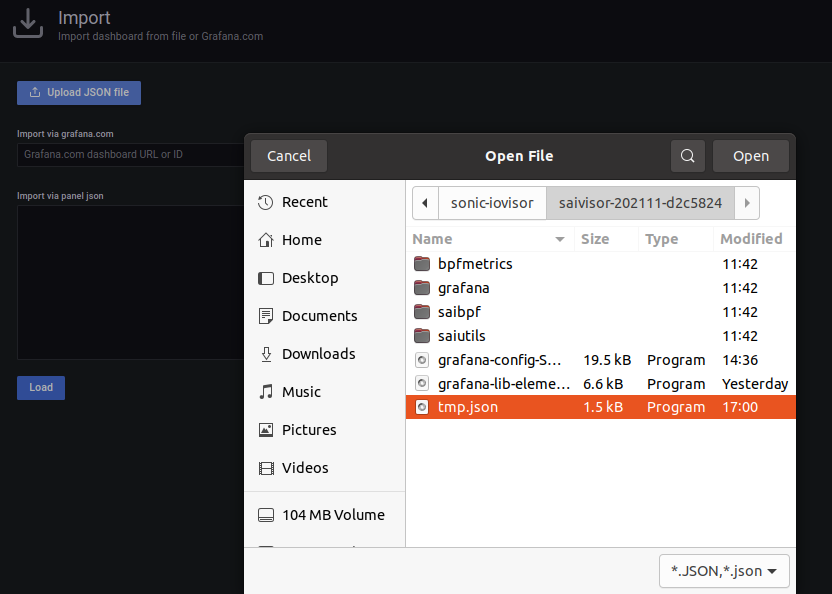 Import
Import dashboard from file or Grafana.com
Upload JSON file
Import via grafana.com
Grafana.com dashboard URL or ID
Import via panel json
Load
Cancel
Open File
Open
Recent
Home
Desktop
Documents
Downloads
Music
Pictures
Videos
104 MB Volume
sonic-iovisor saivisor-202111-d2c5824
Name Size Type Modified
bpfmetrics 11:42
grafana 11:42
saibpf 11:42
saiutils 11:42
grafana-config-S... 19.5 kB Program 14:36
grafana-lib-eleme... 6.6 kB Program Yesterday
tmp.json 1.5 kB Program 17:00
*.JSON,*.json